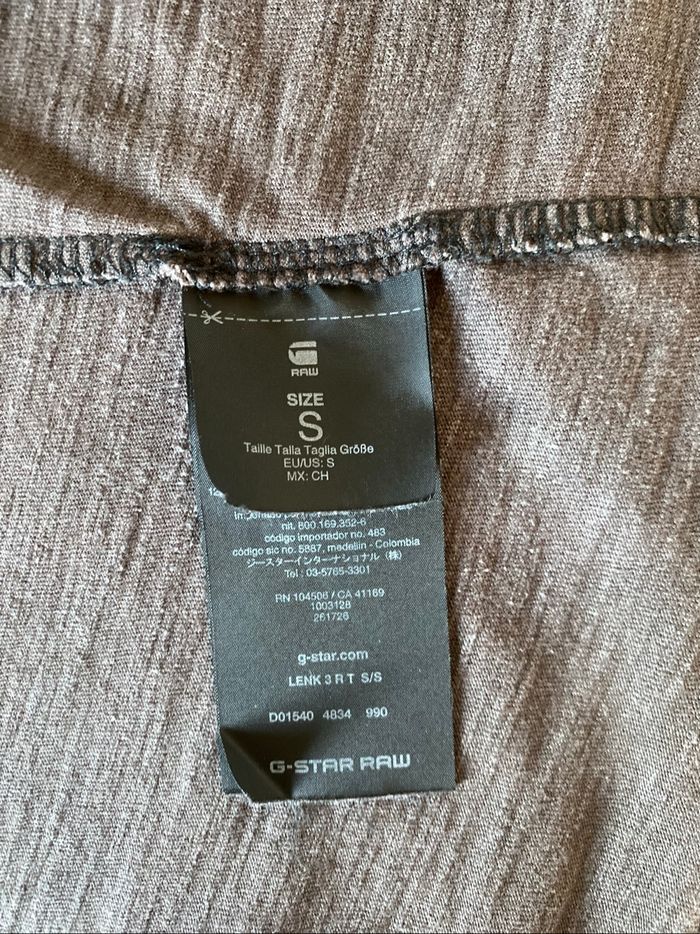 RAW
SIZE
S
Taille Talla Taglia Größe
EU/US: S
MX: CH
nit. 800.169.352-6
código importador no. 483
código sic no. 5887, medellin - Colombia
ジースターインターナショナル（株）
Tel : 03-5765-3301
RN 104506 / CA 41169
1003128
261726
g-star.com
LENK 3 R T S/S
D01540 4834 990
G-STAR RAW